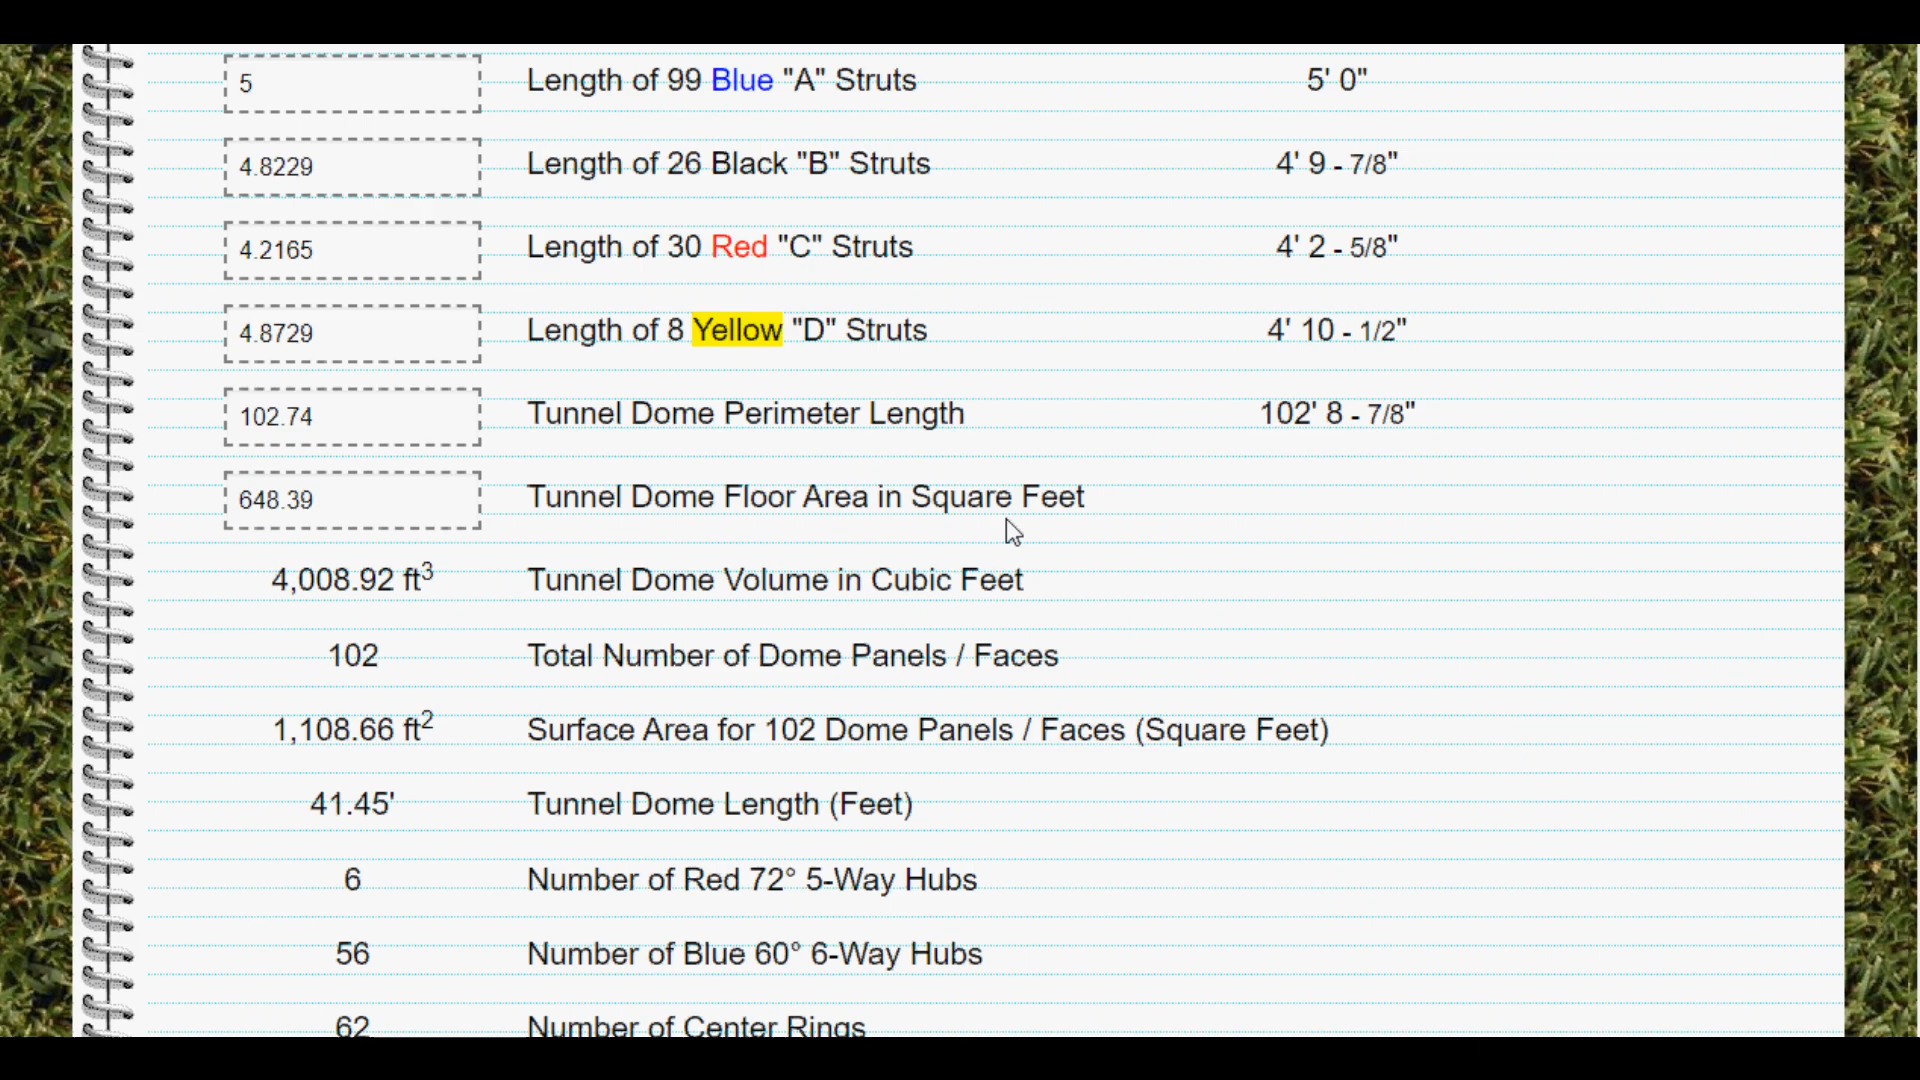 5 Length of 99 Blue "A" Struts 5' 0"
4.8229 Length of 26 Black "B" Struts 4' 9 - 7/8"
4.2165 Length of 30 Red "C" Struts 4' 2 - 5/8"
4.8729 Length of 8 Yellow "D" Struts 4' 10 - 1/2"
102.74 Tunnel Dome Perimeter Length 102' 8 - 7/8"
648.39 Tunnel Dome Floor Area in Square Feet
4,008.92 ft³ Tunnel Dome Volume in Cubic Feet
102 Total Number of Dome Panels / Faces
1,108.66 ft² Surface Area for 102 Dome Panels / Faces (Square Feet)
41.45' Tunnel Dome Length (Feet)
6 Number of Red 72° 5-Way Hubs
56 Number of Blue 60° 6-Way Hubs
62 Number of Center Rings